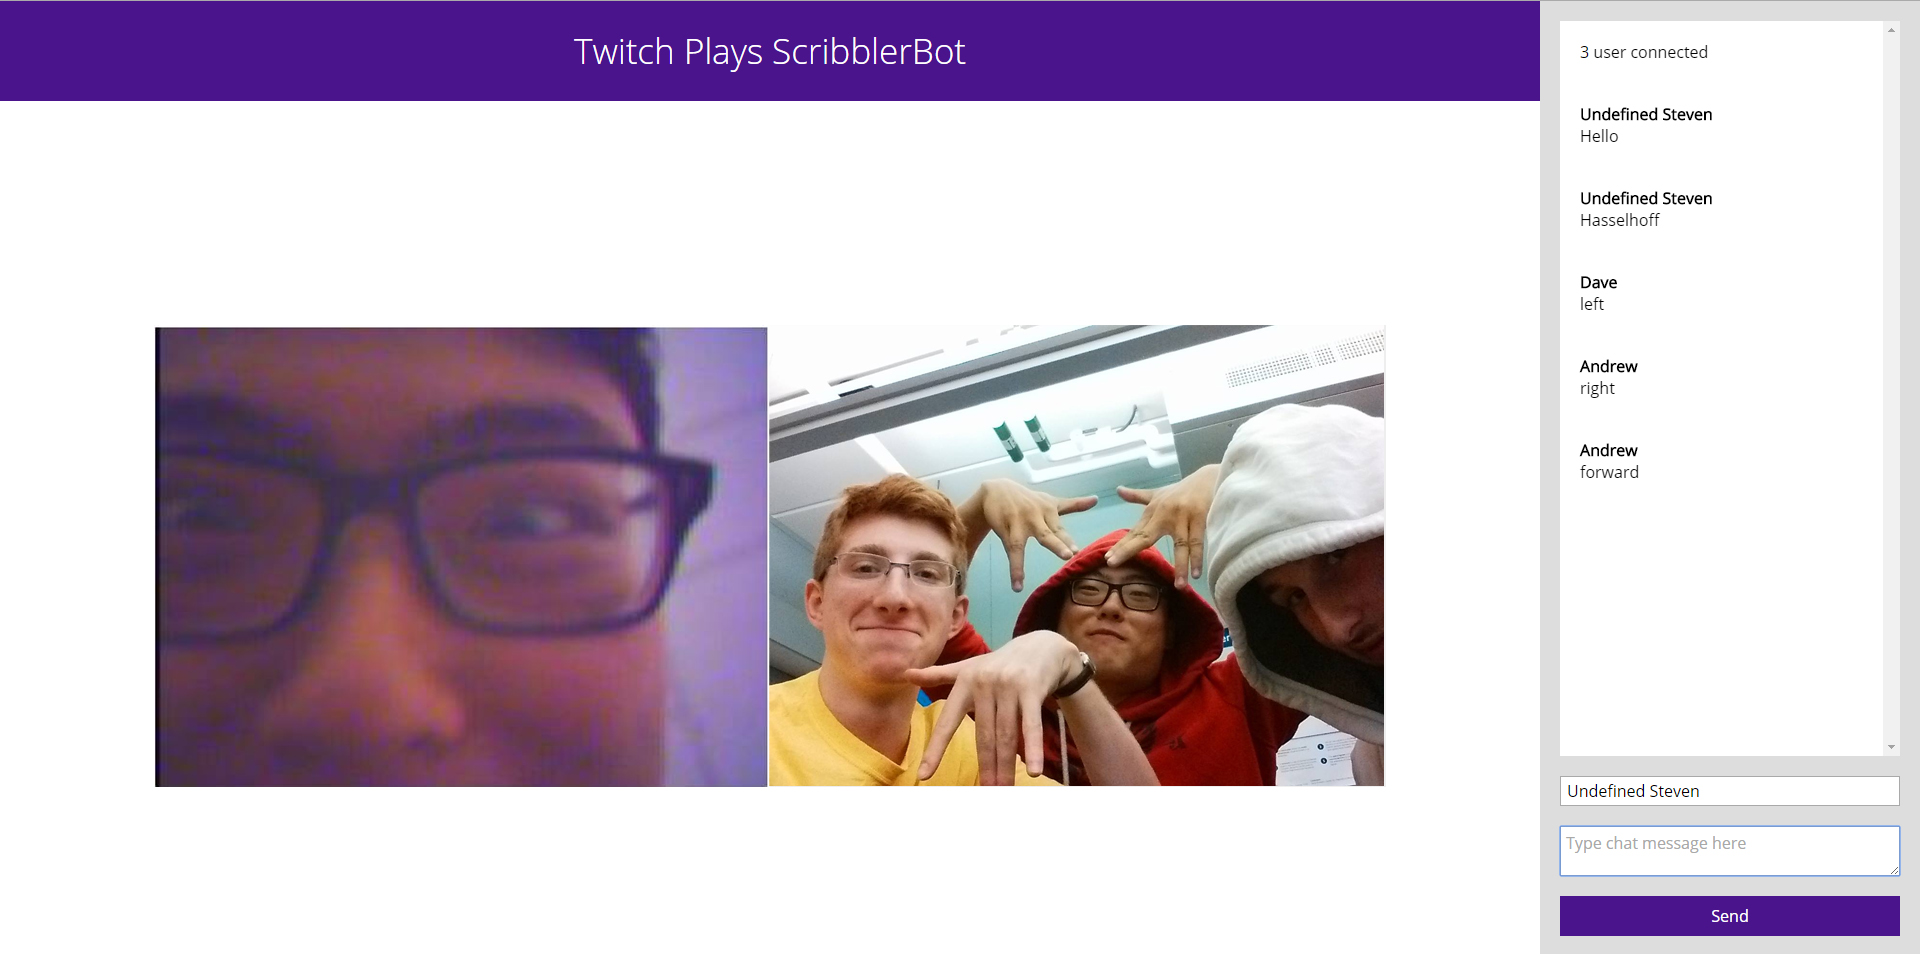 Twitch Plays ScribblerBot
3 user connected
Undefined Steven
Hello
Undefined Steven
Hasselhoff
Dave
left
Andrew
right
Andrew
forward
Undefined Steven
Type chat message here
Send